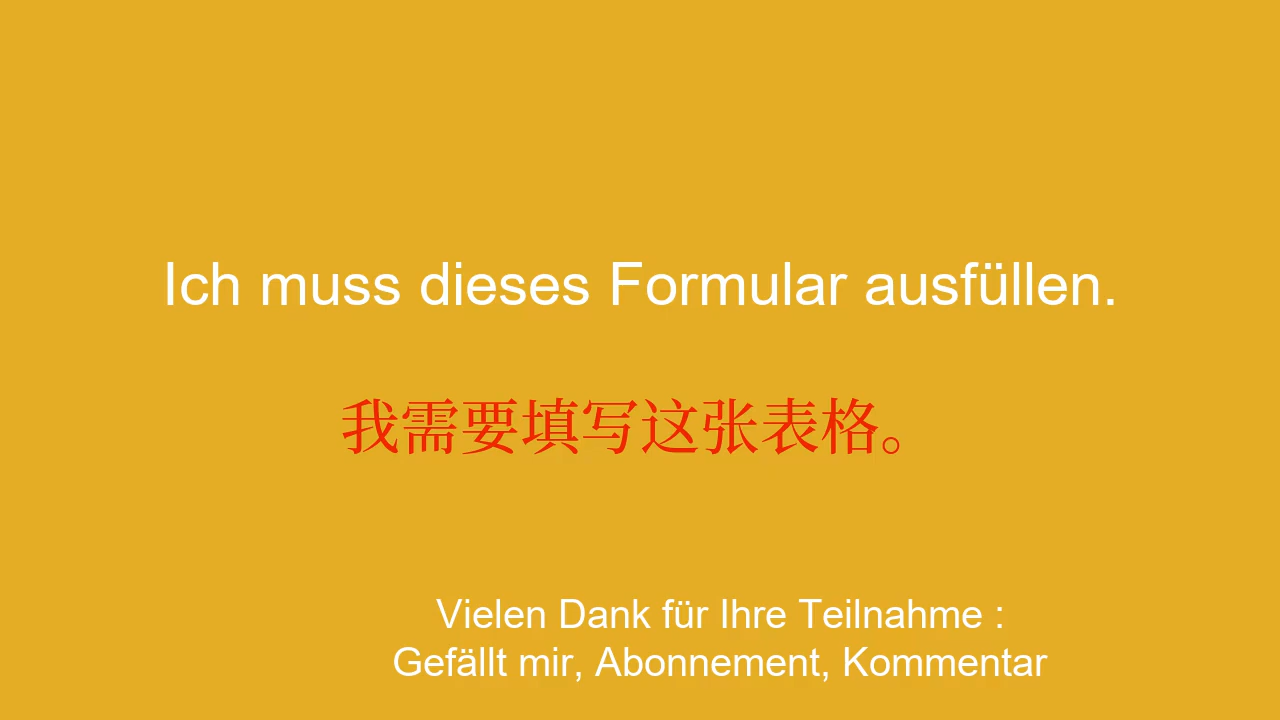 Ich muss dieses Formular ausfüllen.
我需要填写这张表格。
Vielen Dank für Ihre Teilnahme :
Gefällt mir, Abonnement, Kommentar